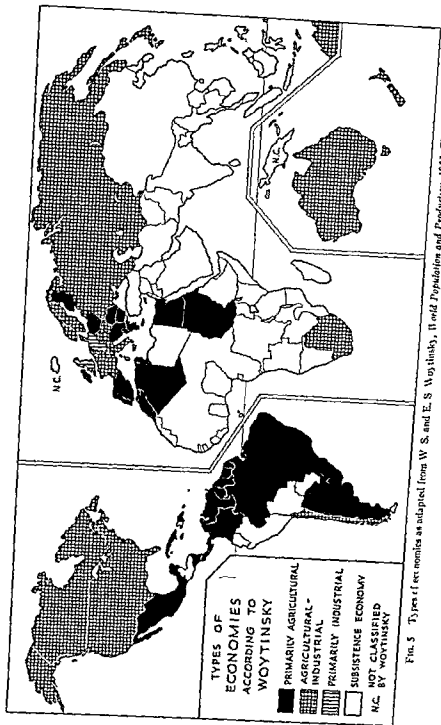 N.C.
N.C.
TYPES OF
ECONOMIES
ACCORDING TO
WOYTINSKY
PRIMARILY AGRICULTURAL
AGRICULTURAL-
INDUSTRIAL
PRIMARILY INDUSTRIAL
SUBSISTENCE ECONOMY
N.C. NOT CLASSIFIED
BY WOYTINSKY
FIG. 5 Types of economies as adapted from W. S. and E. S. Woytinsky, World Population and Production